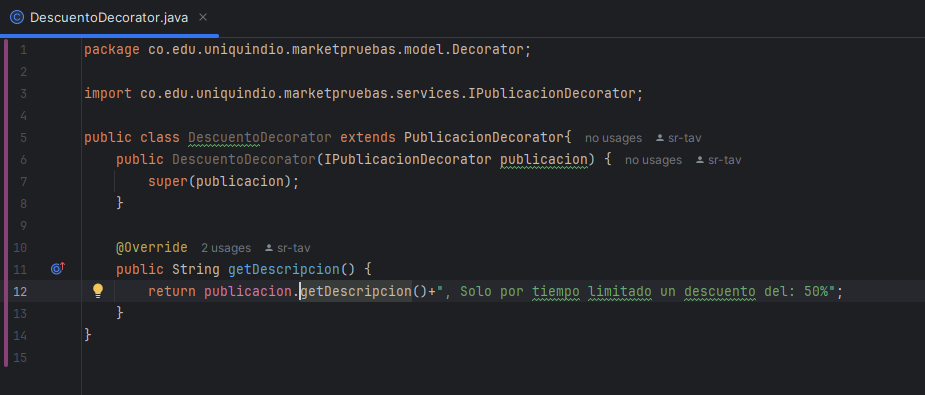 DescuentoDecorator.java
1 package co.edu.uniquindio.marketpruebas.model.Decorator;
2
3 import co.edu.uniquindio.marketpruebas.services.IPublicacionDecorator;
4
5 public class DescuentoDecorator extends PublicacionDecorator{ no usages sr-tav
6 public DescuentoDecorator(IPublicacionDecorator publicacion) { no usages sr-tav
7 super(publicacion);
8 }
9
10 @Override 2 usages sr-tav
11 public String getDescripcion() {
12 return publicacion.getDescripcion()+", Solo por tiempo limitado un descuento del: 50%";
13 }
14 }
15